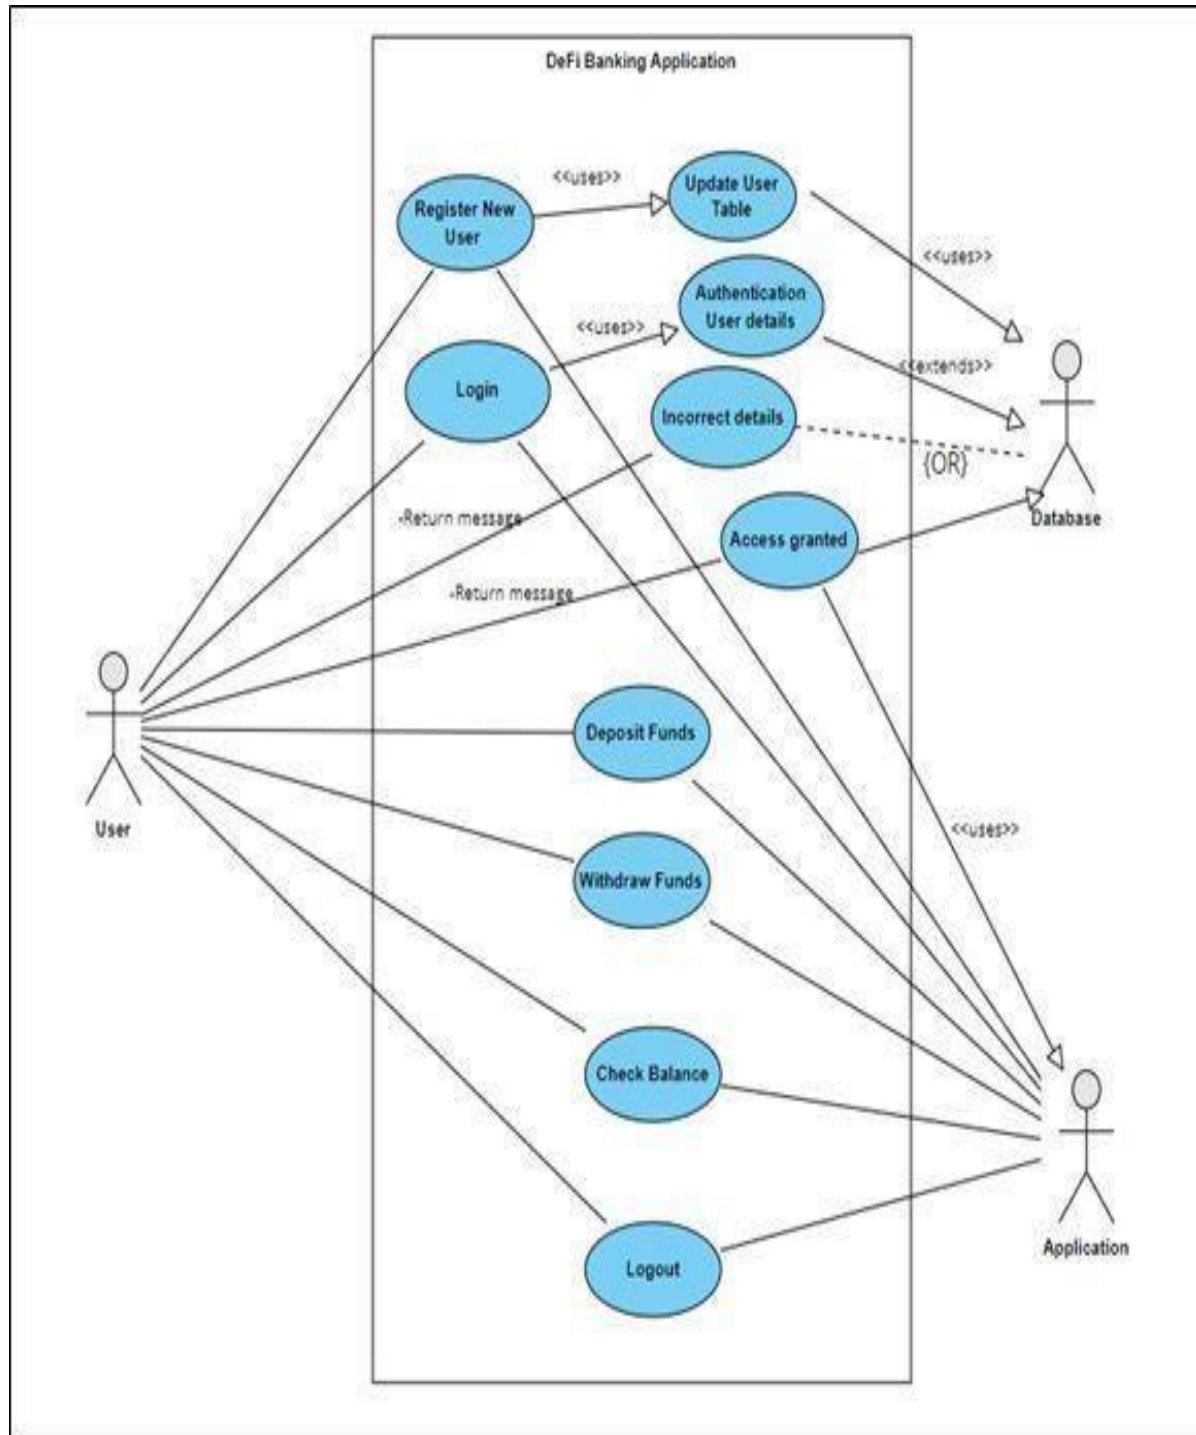 DeFi Banking Application
<<uses>>
Update User
Table
Register New
User
<<uses>>
Authentication
User details
<<uses>>
<<extends>>
Login
Incorrect details
{OR}
-Return message
Database
Access granted
-Return message
Deposit Funds
User
<<uses>>
Withdraw Funds
Check Balance
Application
Logout